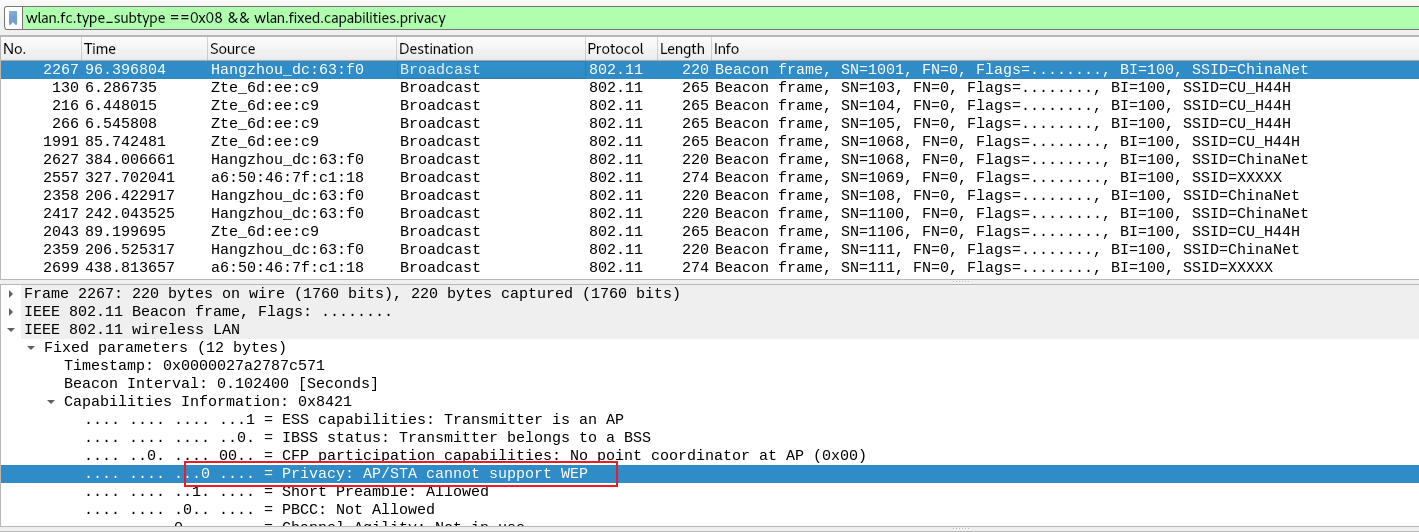 wlan.fc.type_subtype ==0x08 && wlan.fixed.capabilities.privacy
No. Time Source Destination Protocol Length Info
2267 96.396804 Hangzhou_dc:63:f0 Broadcast 802.11 220 Beacon frame, SN=1001, FN=0, Flags=........, BI=100, SSID=ChinaNet
130 6.286735 Zte_6d:ee:c9 Broadcast 802.11 265 Beacon frame, SN=103, FN=0, Flags=........, BI=100, SSID=CU_H44H
216 6.448015 Zte_6d:ee:c9 Broadcast 802.11 265 Beacon frame, SN=104, FN=0, Flags=........, BI=100, SSID=CU_H44H
266 6.545808 Zte_6d:ee:c9 Broadcast 802.11 265 Beacon frame, SN=105, FN=0, Flags=........, BI=100, SSID=CU_H44H
1991 85.742481 Zte_6d:ee:c9 Broadcast 802.11 265 Beacon frame, SN=1068, FN=0, Flags=........, BI=100, SSID=CU_H44H
2627 384.006661 Hangzhou_dc:63:f0 Broadcast 802.11 220 Beacon frame, SN=1068, FN=0, Flags=........, BI=100, SSID=ChinaNet
2557 327.702041 a6:50:46:7f:c1:18 Broadcast 802.11 274 Beacon frame, SN=1069, FN=0, Flags=........, BI=100, SSID=XXXXX
2358 206.422917 Hangzhou_dc:63:f0 Broadcast 802.11 220 Beacon frame, SN=108, FN=0, Flags=........, BI=100, SSID=ChinaNet
2417 242.043525 Hangzhou_dc:63:f0 Broadcast 802.11 220 Beacon frame, SN=1100, FN=0, Flags=........, BI=100, SSID=ChinaNet
2043 89.199695 Zte_6d:ee:c9 Broadcast 802.11 265 Beacon frame, SN=1106, FN=0, Flags=........, BI=100, SSID=CU_H44H
2359 206.525317 Hangzhou_dc:63:f0 Broadcast 802.11 220 Beacon frame, SN=111, FN=0, Flags=........, BI=100, SSID=ChinaNet
2699 438.813657 a6:50:46:7f:c1:18 Broadcast 802.11 274 Beacon frame, SN=111, FN=0, Flags=........, BI=100, SSID=XXXXX
Frame 2267: 220 bytes on wire (1760 bits), 220 bytes captured (1760 bits)
IEEE 802.11 Beacon frame, Flags: ........
IEEE 802.11 wireless LAN
Fixed parameters (12 bytes)
Timestamp: 0x0000027a2787c571
Beacon Interval: 0.102400 [Seconds]
Capabilities Information: 0x8421
.... .... .... ...1 = ESS capabilities: Transmitter is an AP
.... .... .... ..0. = IBSS status: Transmitter belongs to a BSS
.... ..0. .... 00.. = CFP participation capabilities: No point coordinator at AP (0x00)
.... .... ...0 .... = Privacy: AP/STA cannot support WEP
.... .... ..1. .... = Short Preamble: Allowed
.... .... .0.. .... = PBCC: Not Allowed